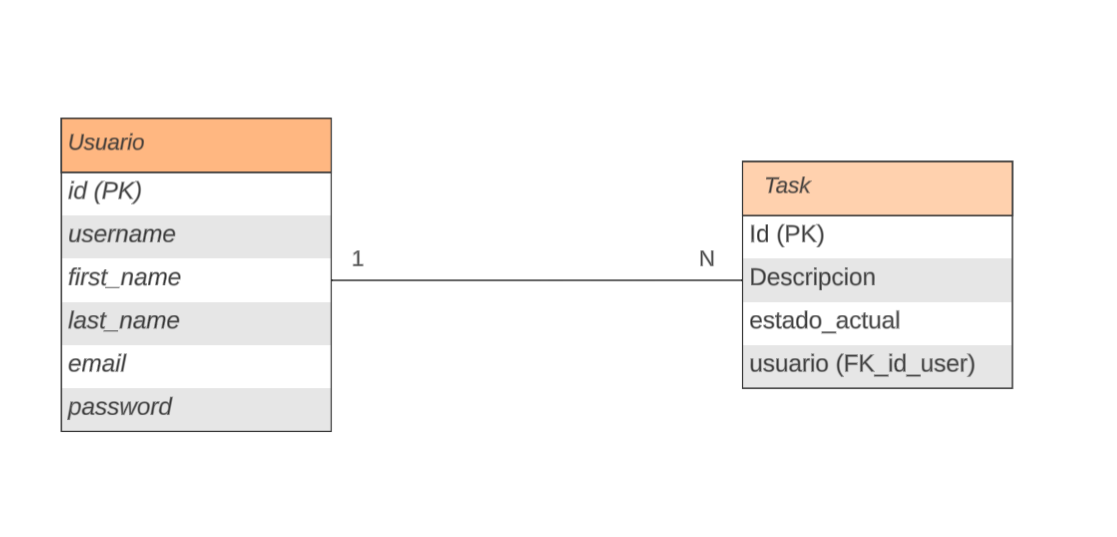 Usuario
id (PK)
username
first_name
last_name
email
password
1
N
Task
Id (PK)
Descripcion
estado_actual
usuario (FK_id_user)